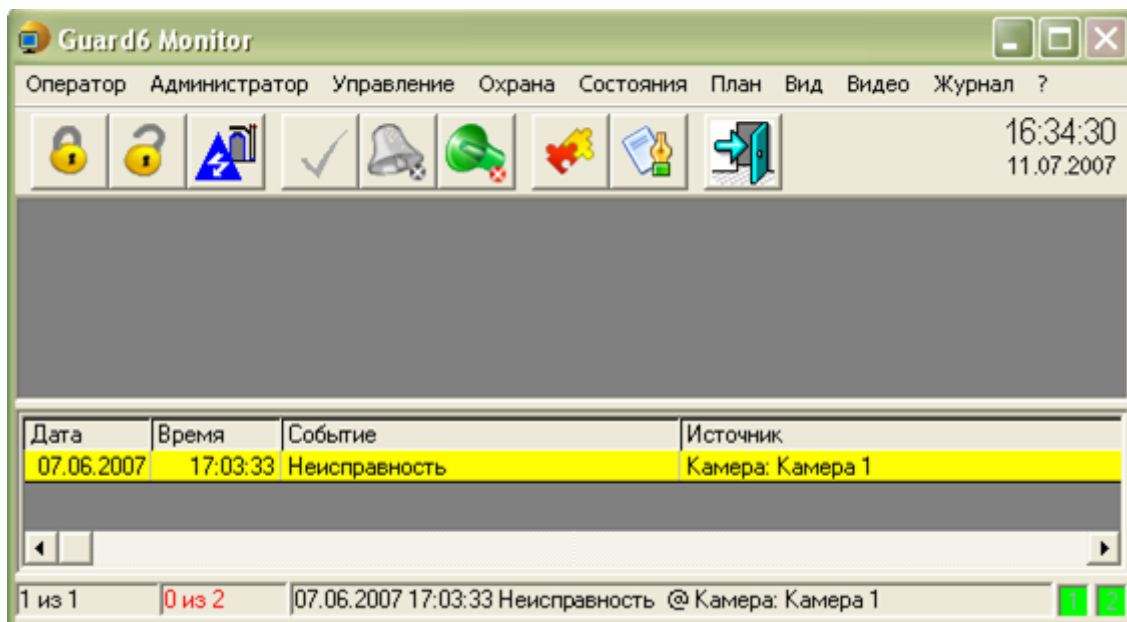 Guard6 Monitor
Оператор Администратор Управление Охрана Состояния План Вид Видео Журнал ?
16:34:30
11.07.2007
Дата Время Событие Источник
07.06.2007 17:03:33 Неисправность Камера: Камера 1
1 из 1 0 из 2 07.06.2007 17:03:33 Неисправность @ Камера: Камера 1 1 2